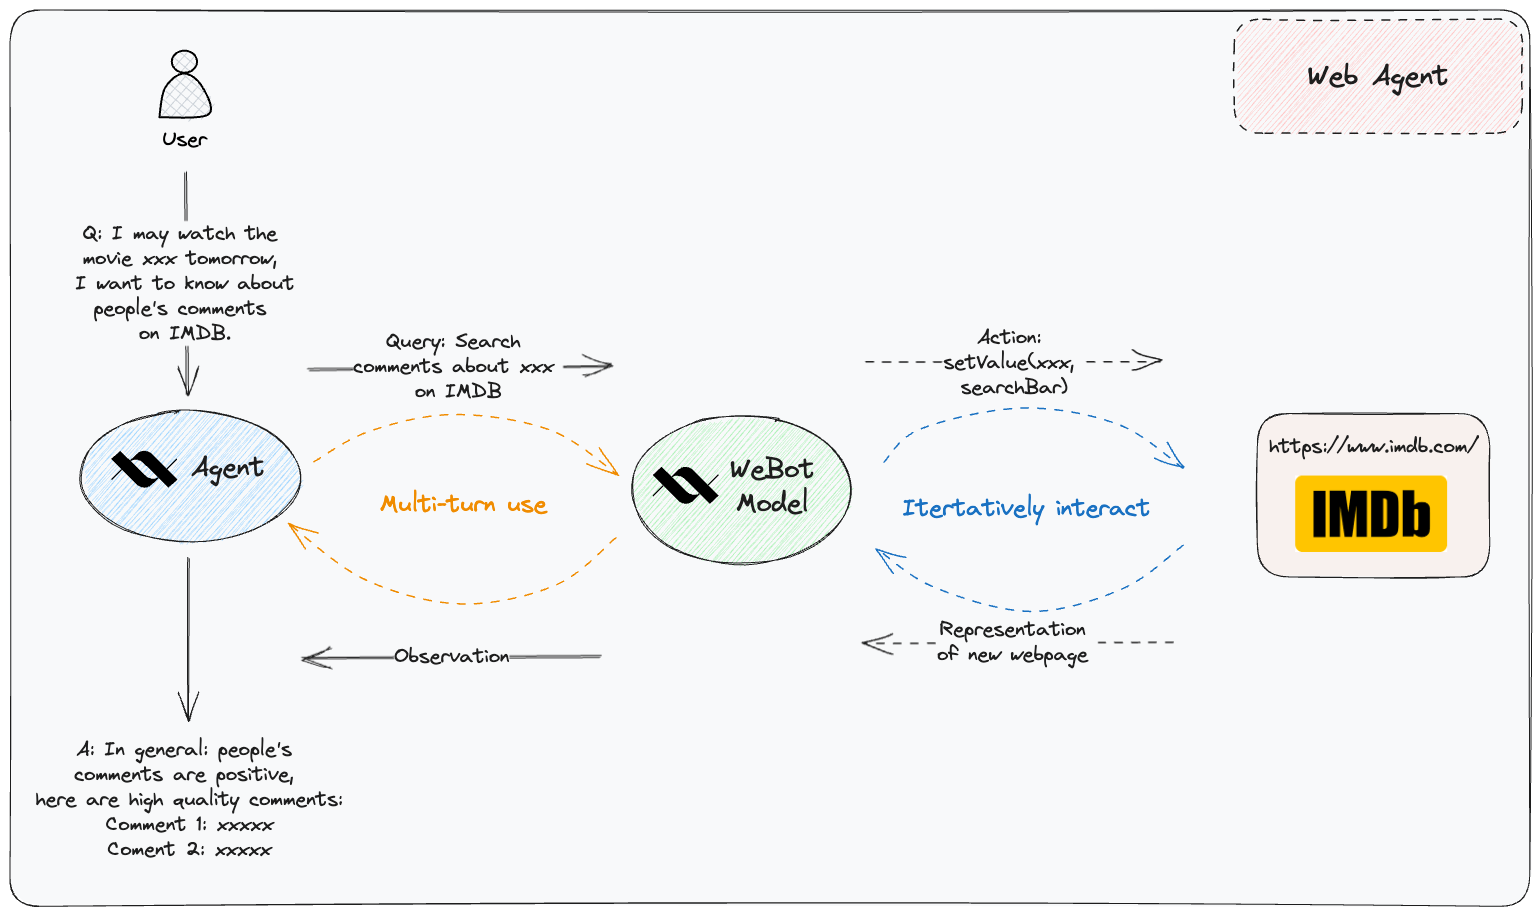 Web Agent
User
Q: I may watch the
movie xxx tomorrow,
I want to know about
people's comments
on IMDB.
Query: Search
comments about xxx
on IMDB
Action:
setValue(xxx,
searchBar)
Agent
Multi-turn use
WeBot
Model
Itertatively interact
https://www.imdb.com/
IMDb
Observation
Representation
of new webpage
A: In general: people's
comments are positive,
here are high quality comments:
Comment 1: xxxxx
Coment 2: xxxxx